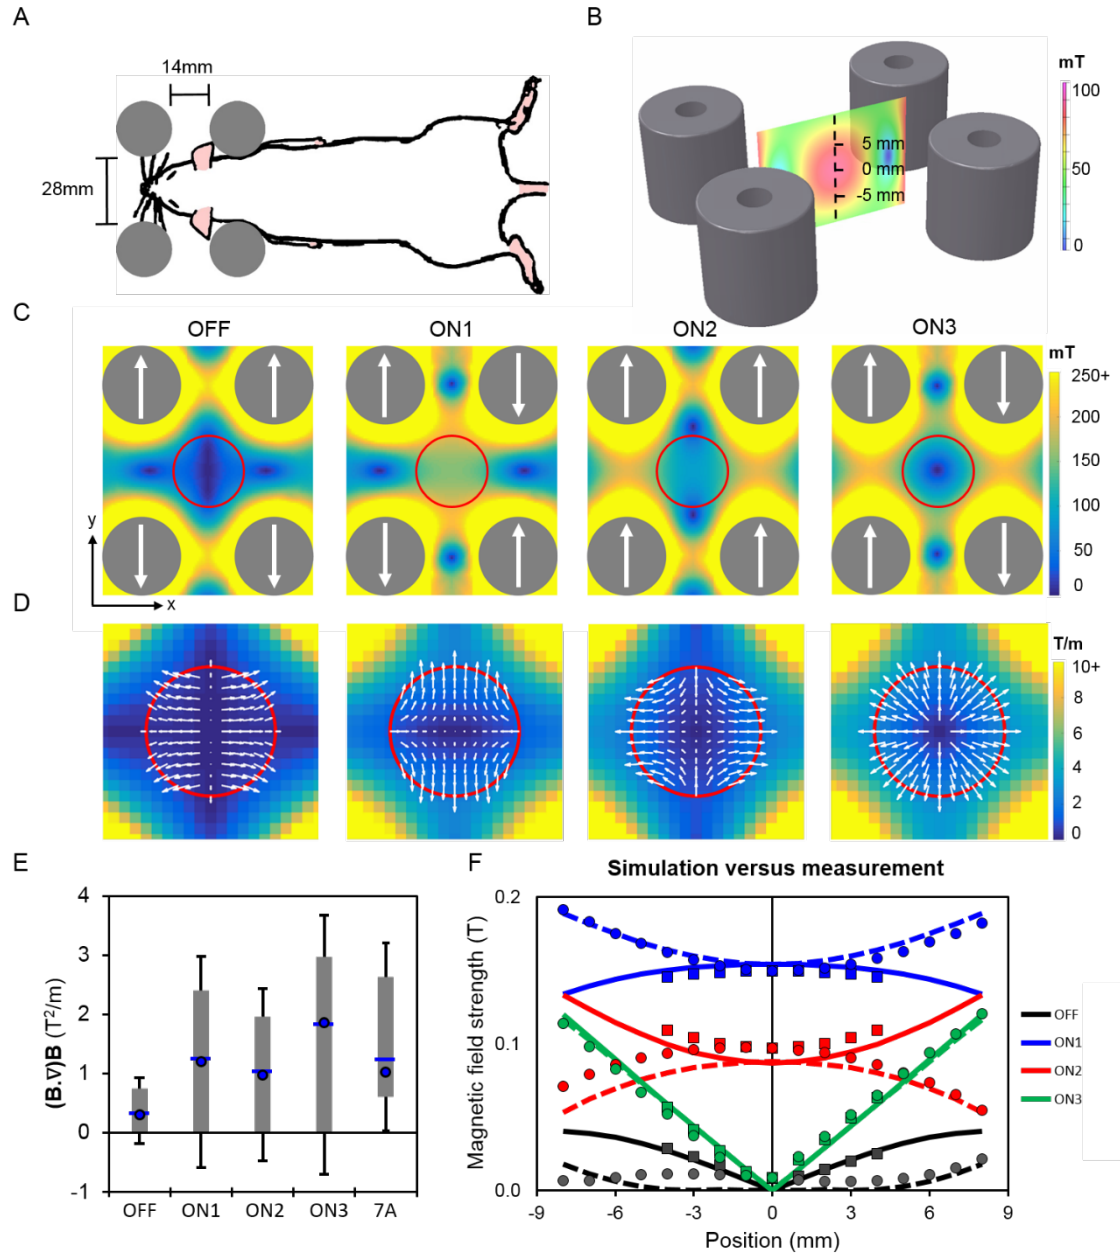 A
B
14mm
28mm
mT
100
50
0
5 mm
0 mm
-5 mm
C
OFF
ON1
ON2
ON3
mT
250+
200
150
100
50
0
y
x
D
T/m
10+
8
6
4
2
0
E
F
Simulation versus measurement
(B.∇)B (T²/m)
4
3
2
1
0
-1
OFF
ON1
ON2
ON3
7A
Magnetic field strength (T)
0.2
0.1
0.0
-9
-6
-3
0
3
6
9
Position (mm)
OFF
ON1
ON2
ON3